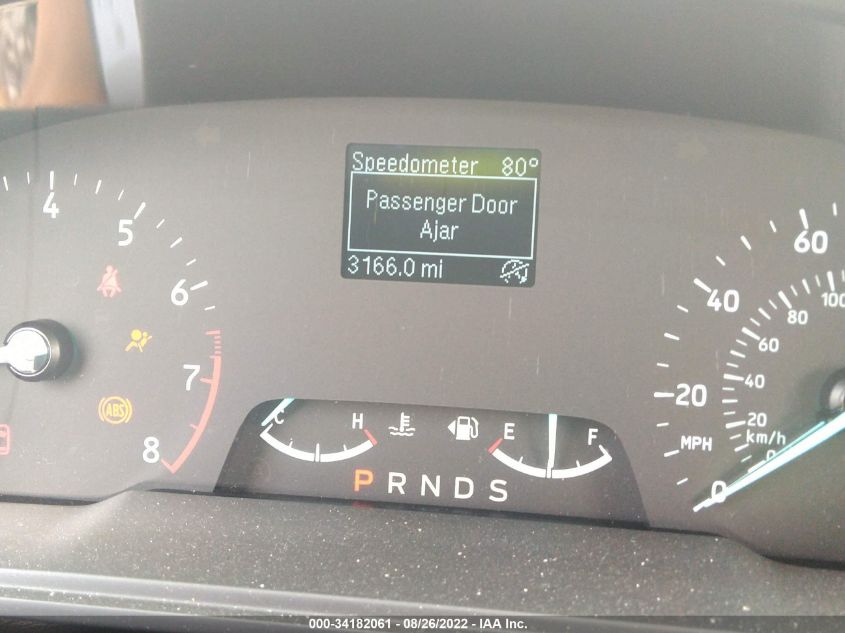 Speedometer 80°
Passenger Door
Ajar
3166.0 mi
4
5
6
7
8
ABS
C H
E F
P R N D S
60
40
20
MPH
0
100
80
60
40
20
km/h
0
000-34182061 - 08/26/2022 - IAA Inc.